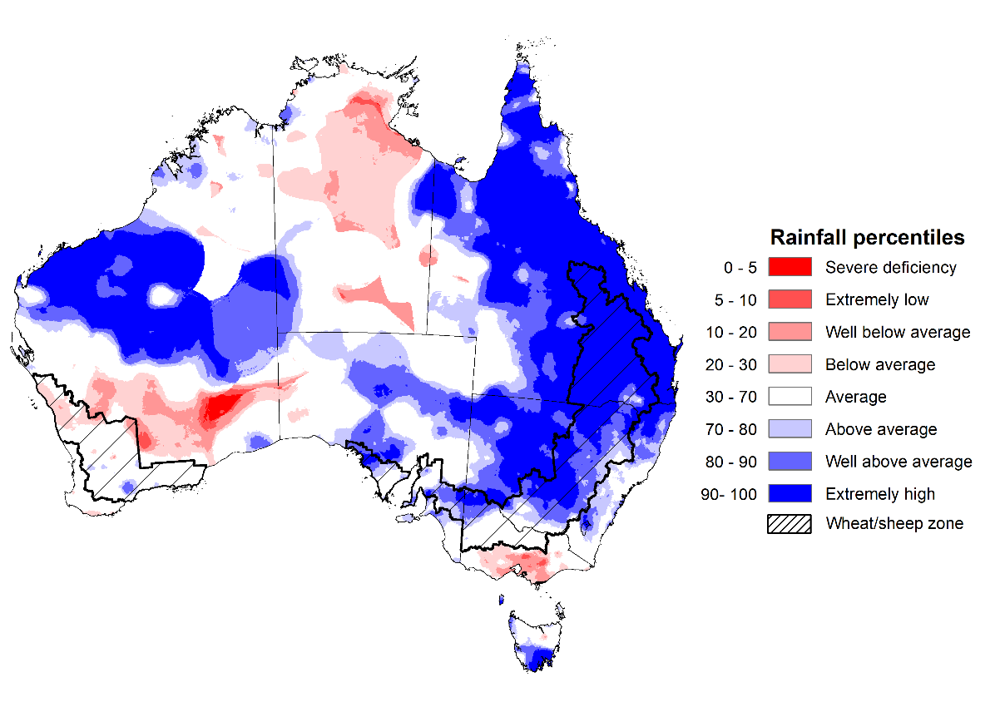 Rainfall percentiles
0 - 5 Severe deficiency
5 - 10 Extremely low
10 - 20 Well below average
20 - 30 Below average
30 - 70 Average
70 - 80 Above average
80 - 90 Well above average
90- 100 Extremely high
Wheat/sheep zone